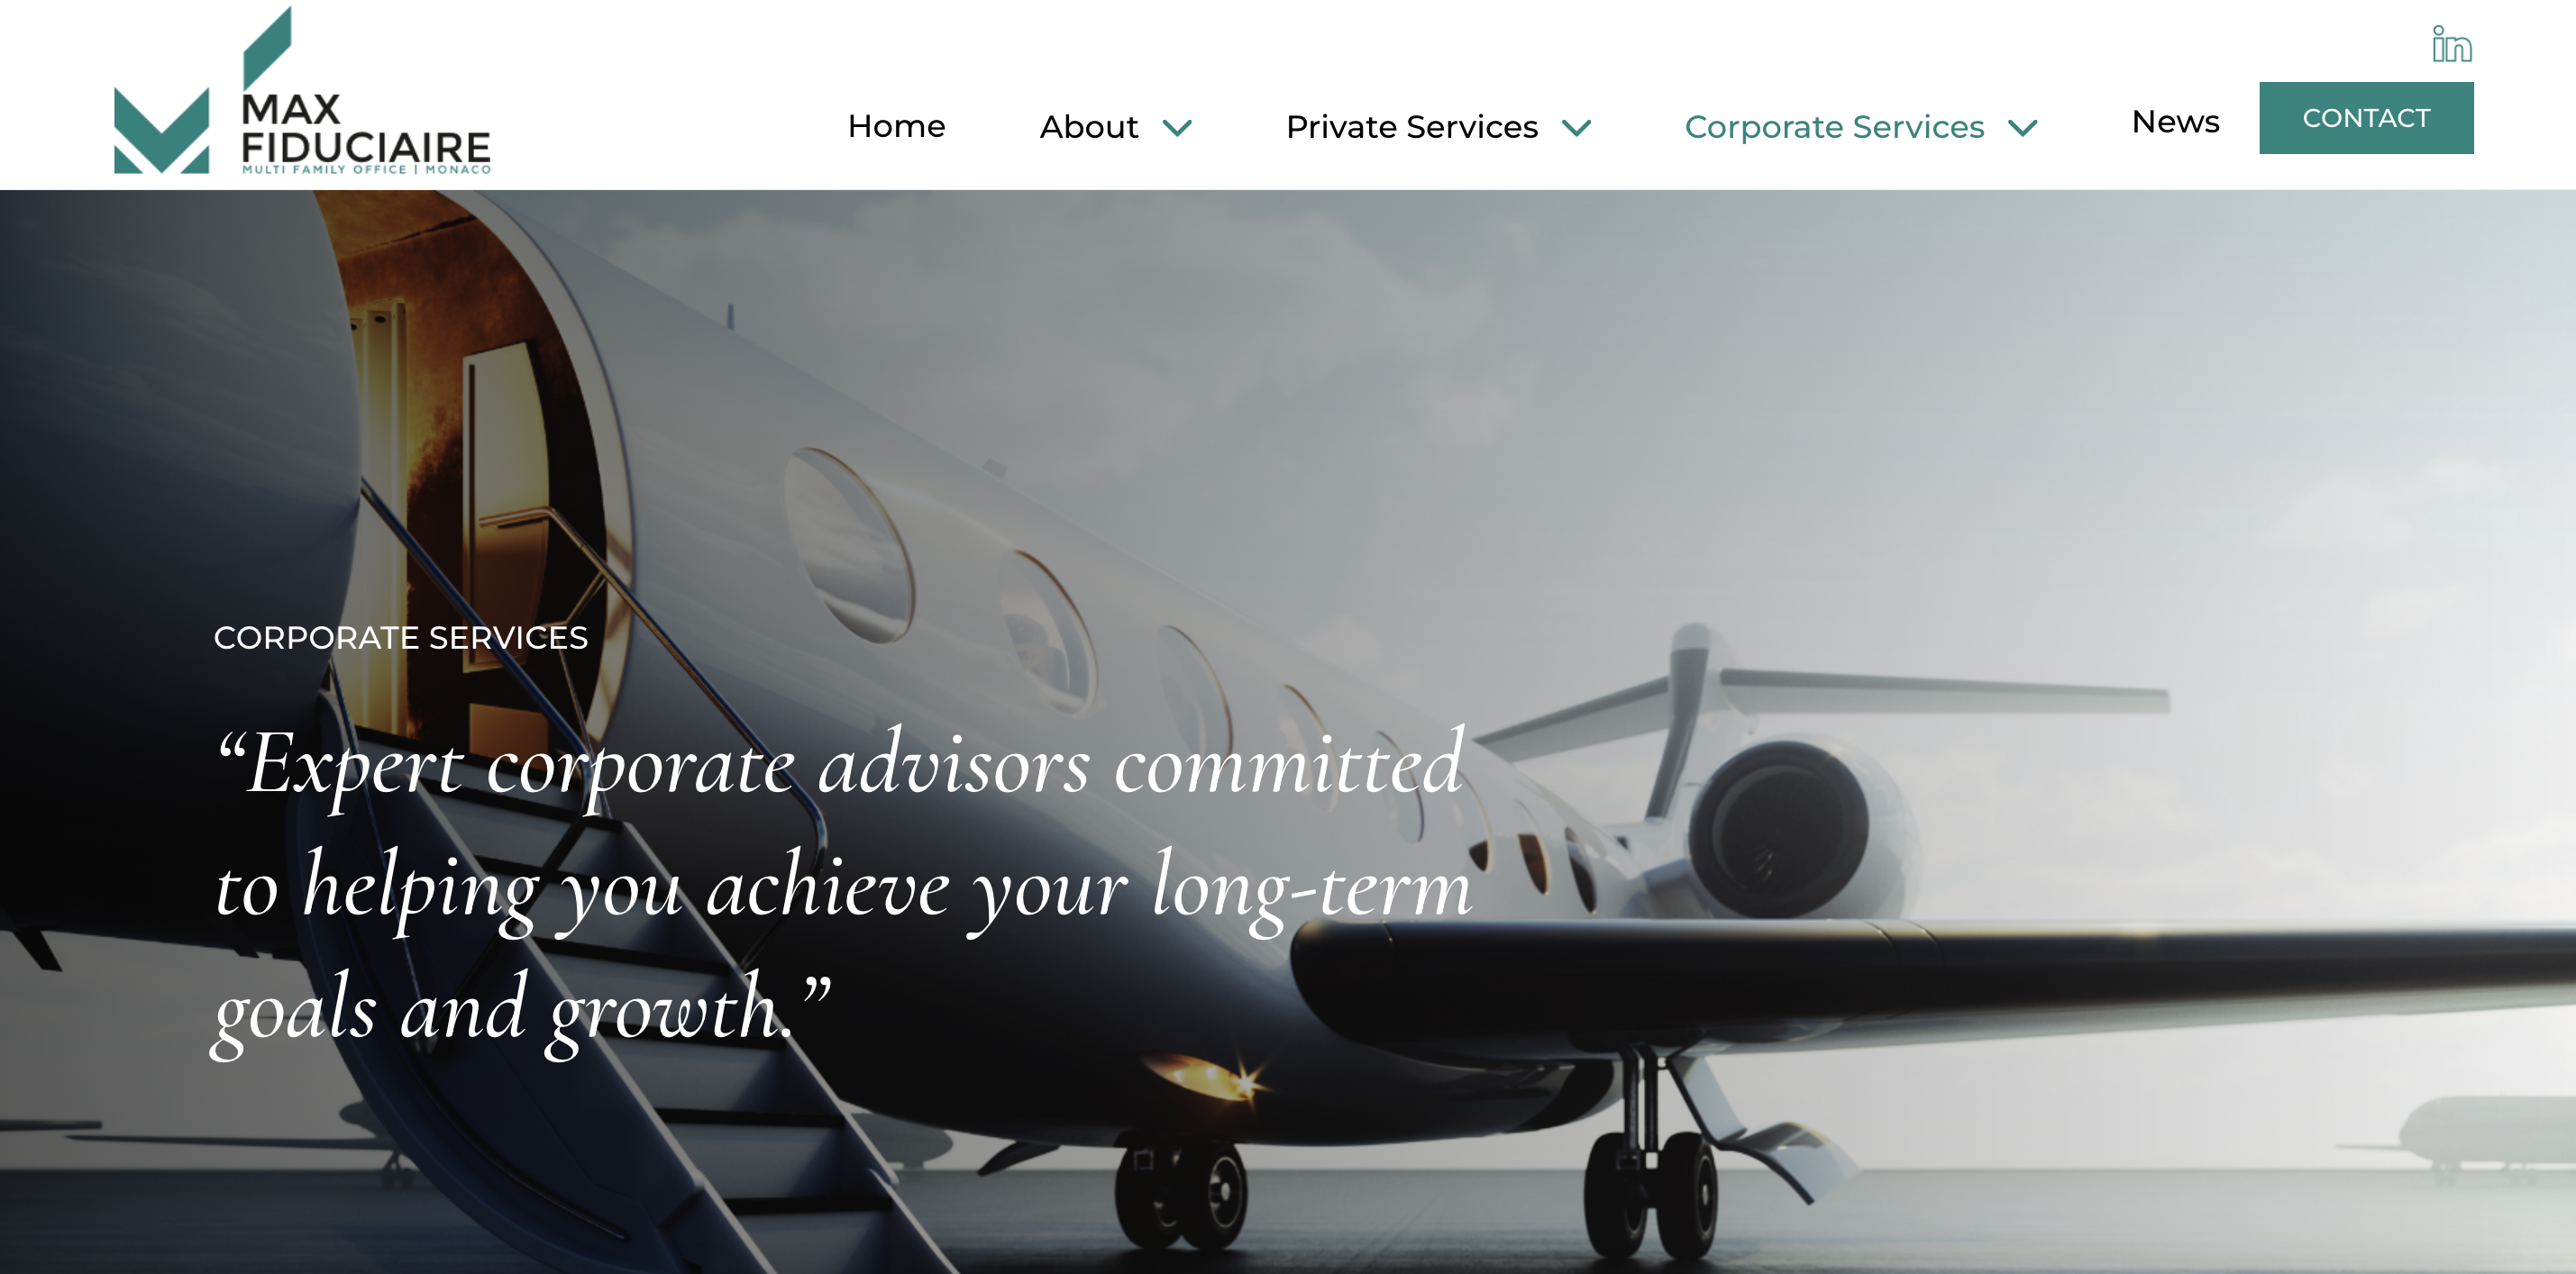 MAX
FIDUCIAIRE
MULTI FAMILY OFFICE | MONACO
in
Home
About
Private Services
Corporate Services
News
CONTACT
CORPORATE SERVICES
“Expert corporate advisors committed
to helping you achieve your long-term
goals and growth.”